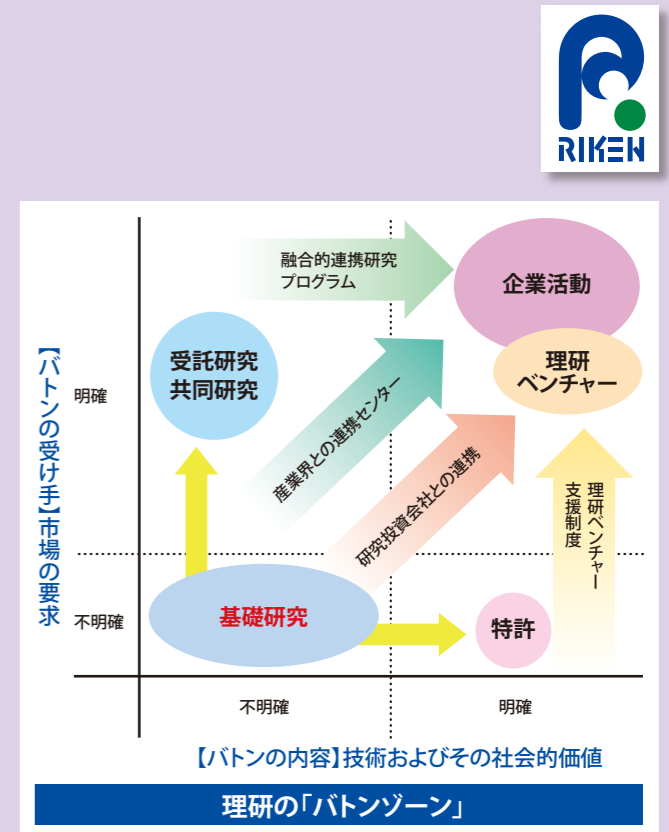 RIKEN
融合的連携研究
プログラム
企業活動
受託研究
共同研究
理研
ベンチャー
【バトンの受け手】市場の要求
明確
産業界との連携センター
研究投資会社との連携
理研ベンチャー
支援制度
基礎研究
特許
不明確
不明確
明確
【バトンの内容】技術およびその社会的価値
理研の「バトンゾーン」